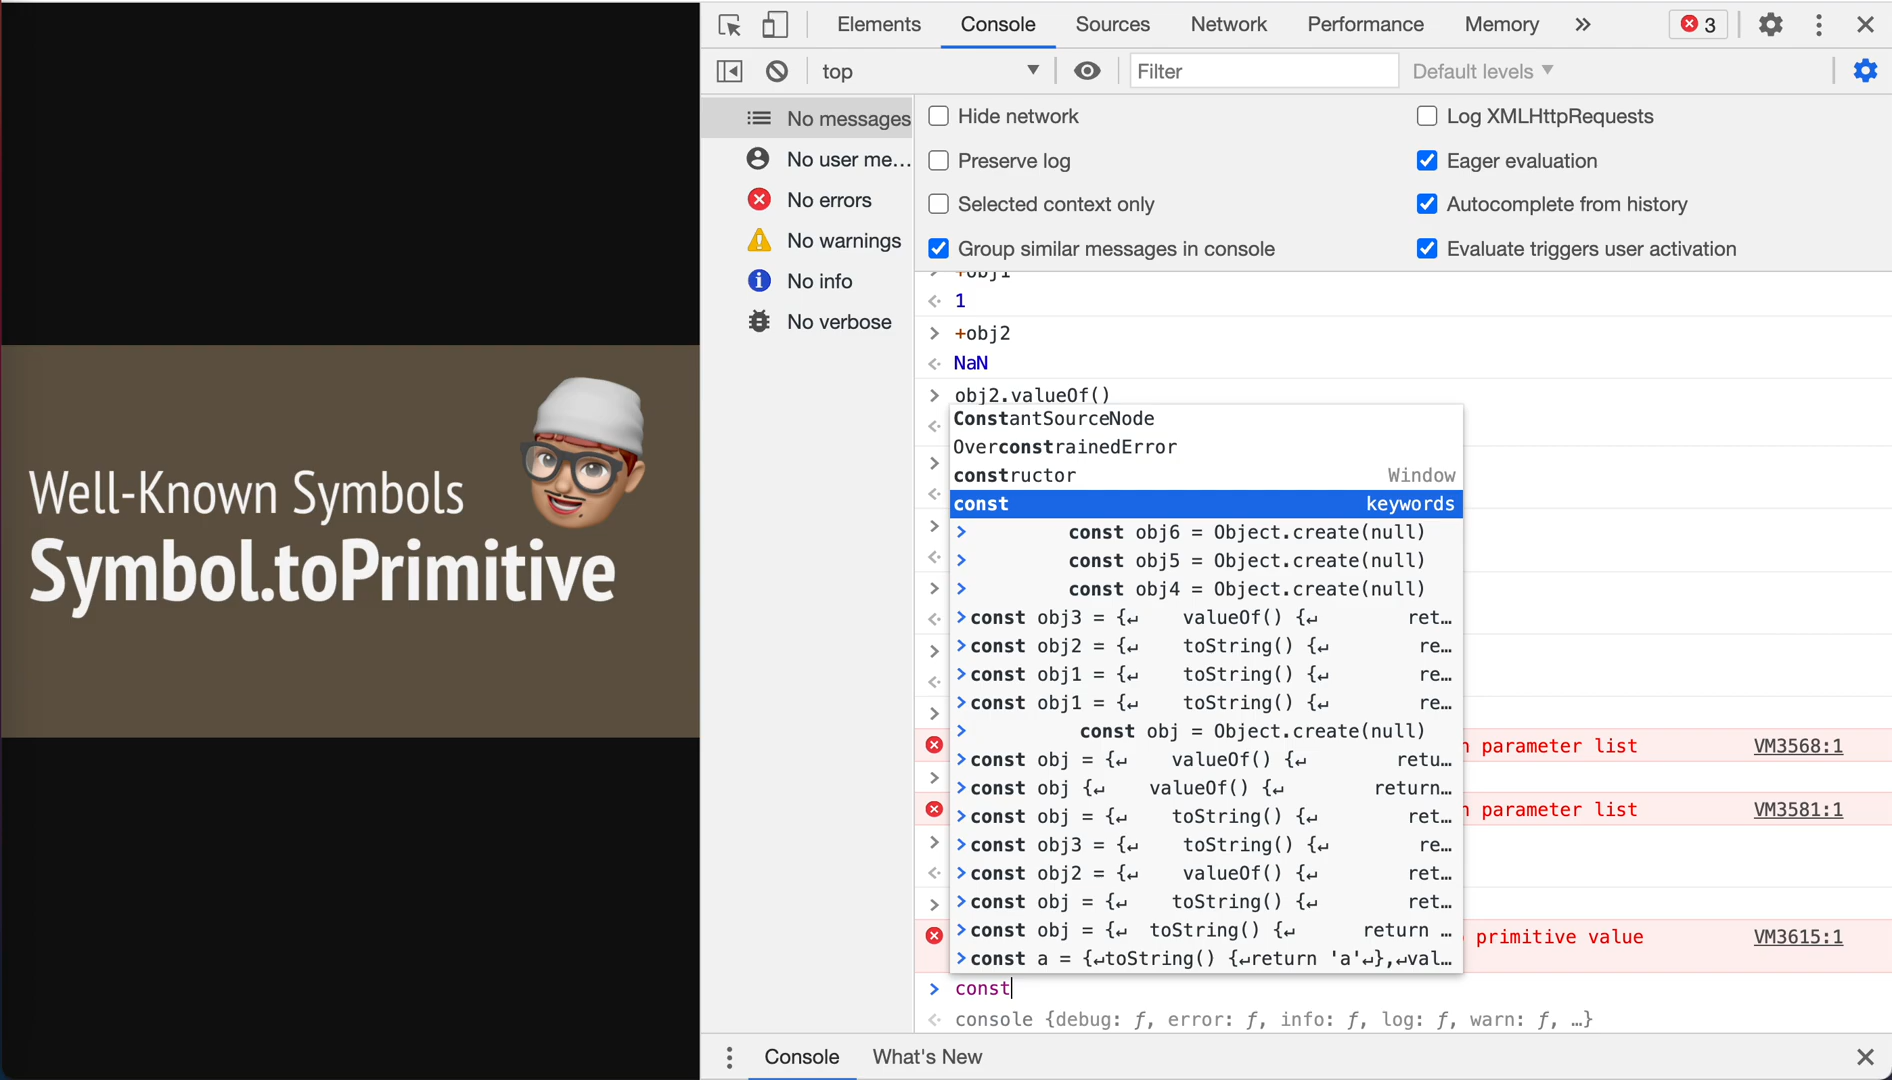 Elements Console Sources Network Performance Memory » 3
top Filter Default levels
No messages
No user me…
No errors
No warnings
No info
No verbose
Hide network Log XMLHttpRequests
Preserve log Eager evaluation
Selected context only Autocomplete from history
Group similar messages in console Evaluate triggers user activation
+obj1
1
+obj2
NaN
obj2.valueOf()
ConstantSourceNode
OverconstrainedError
constructor Window
const keywords
const obj6 = Object.create(null)
const obj5 = Object.create(null)
const obj4 = Object.create(null)
const obj3 = {↵ valueOf() {↵ ret…
const obj2 = {↵ toString() {↵ re…
const obj1 = {↵ toString() {↵ re…
const obj1 = {↵ toString() {↵ re…
const obj = Object.create(null)
const obj = {↵ valueOf() {↵ retu…
const obj {↵ valueOf() {↵ return…
const obj = {↵ toString() {↵ ret…
const obj3 = {↵ toString() {↵ re…
const obj2 = {↵ valueOf() {↵ ret…
const obj = {↵ toString() {↵ ret…
const obj = {↵ toString() {↵ return …
const a = {↵toString() {↵return 'a'↵},↵val…
parameter list VM3568:1
parameter list VM3581:1
primitive value VM3615:1
const
console {debug: ƒ, error: ƒ, info: ƒ, log: ƒ, warn: ƒ, …}
Console What's New
Well-Known Symbols
Symbol.toPrimitive